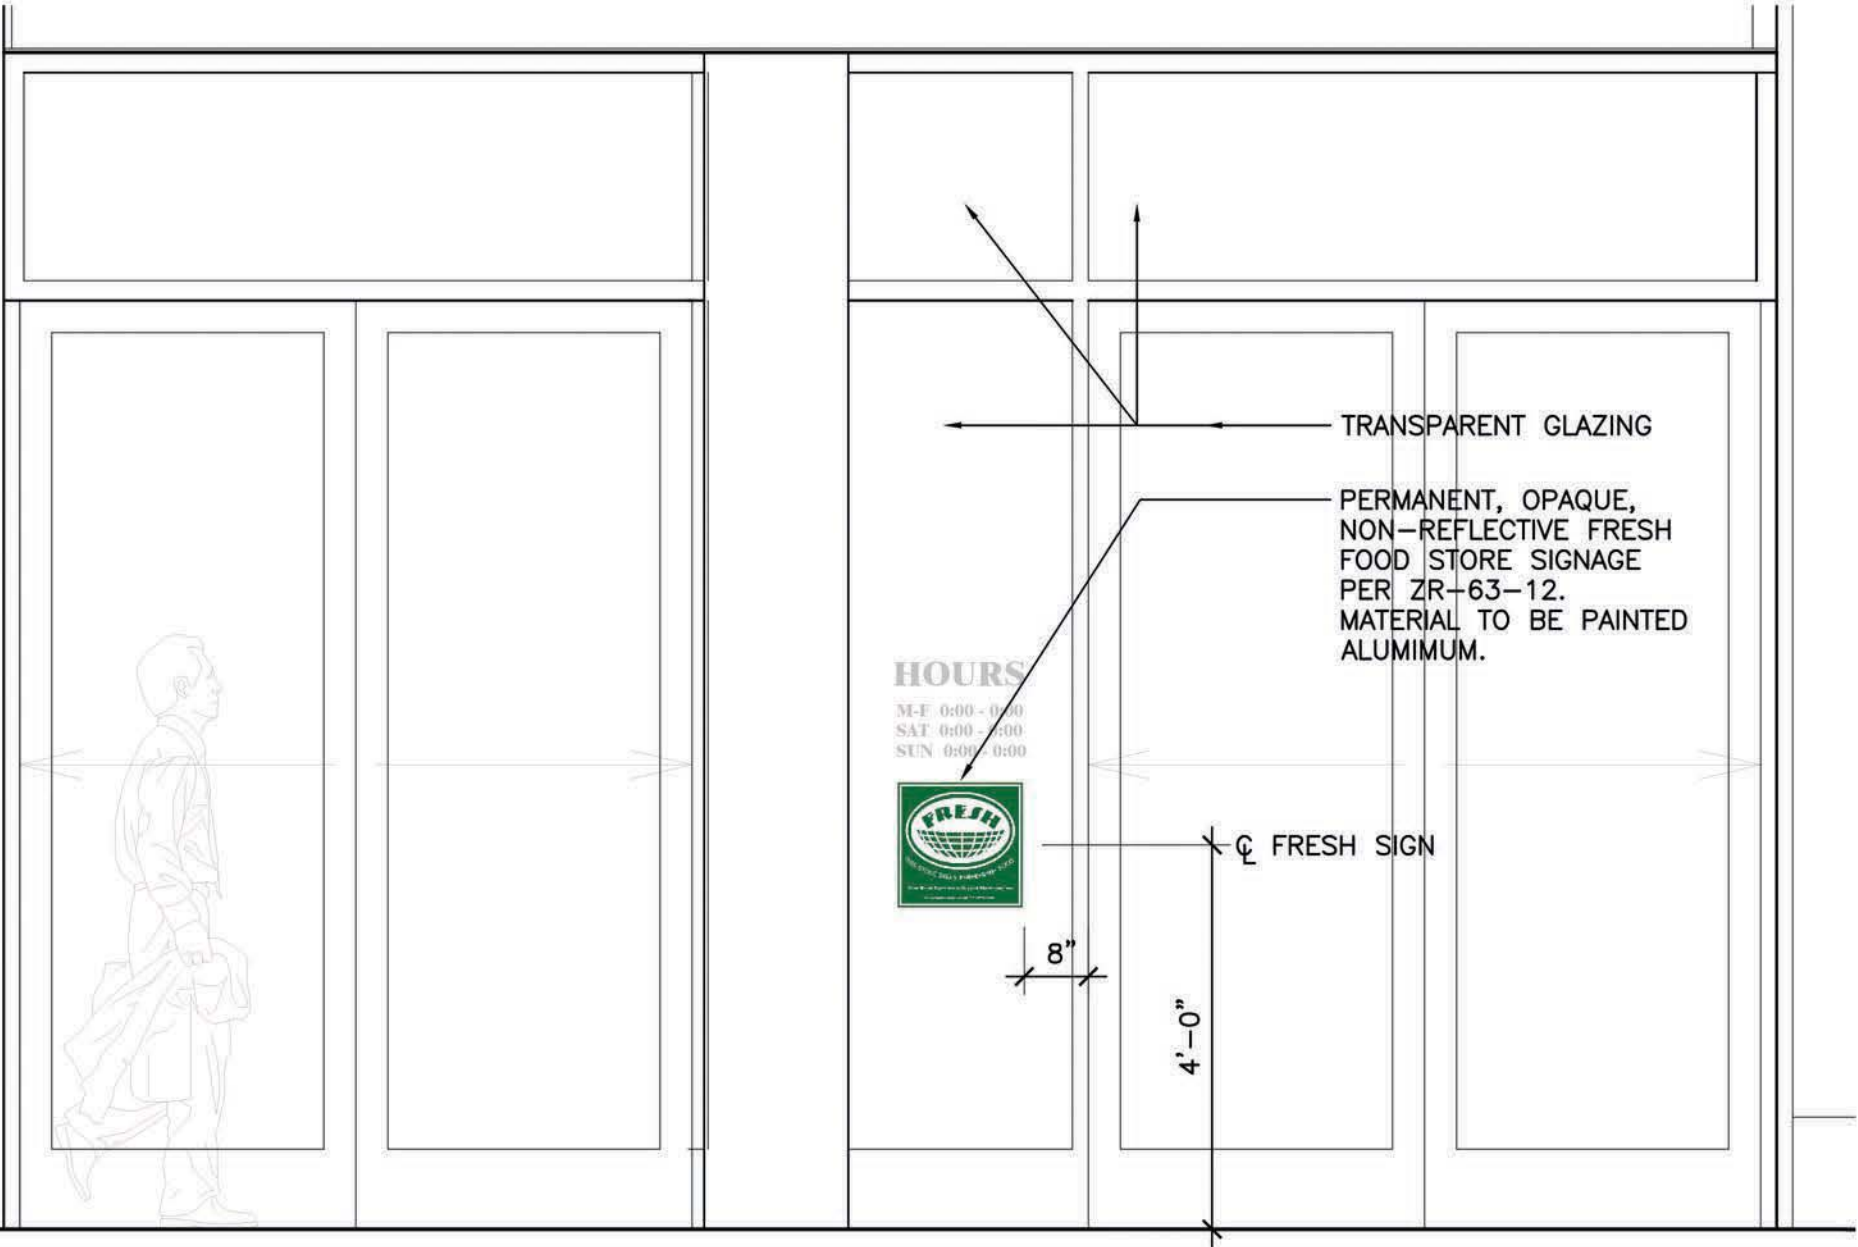 TRANSPARENT GLAZING
PERMANENT, OPAQUE,
NON-REFLECTIVE FRESH
FOOD STORE SIGNAGE
PER ZR-63-12.
MATERIAL TO BE PAINTED
ALUMIMUM.
HOURS
M-F 0:00 - 0:00
SAT 0:00 - 0:00
SUN 0:00 - 0:00
FRESH
℄ FRESH SIGN
8"
4'-0"